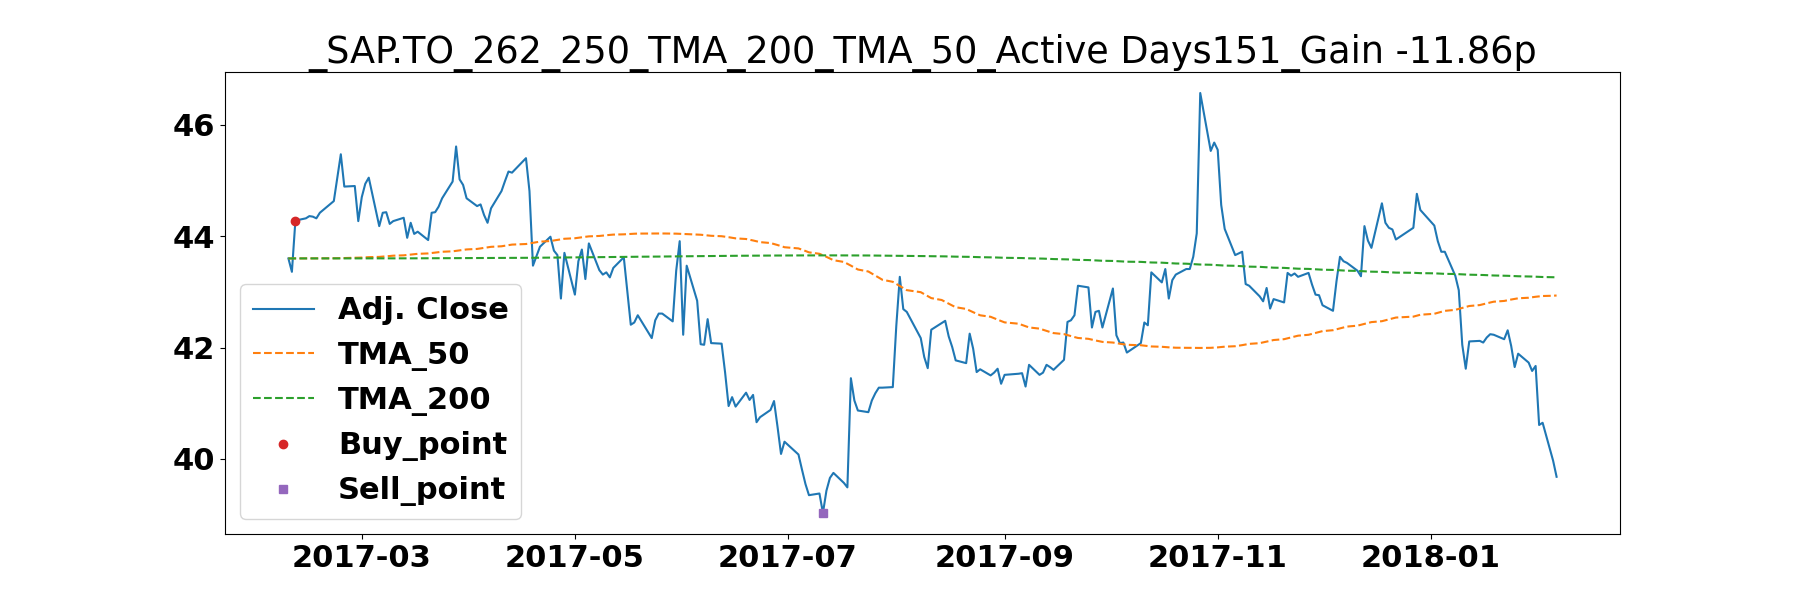 _SAP.TO_262_250_TMA_200_TMA_50_Active Days151_Gain -11.86p
46
44
42
40
Adj. Close
TMA_50
TMA_200
Buy_point
Sell_point
2017-03 2017-05 2017-07 2017-09 2017-11 2018-01